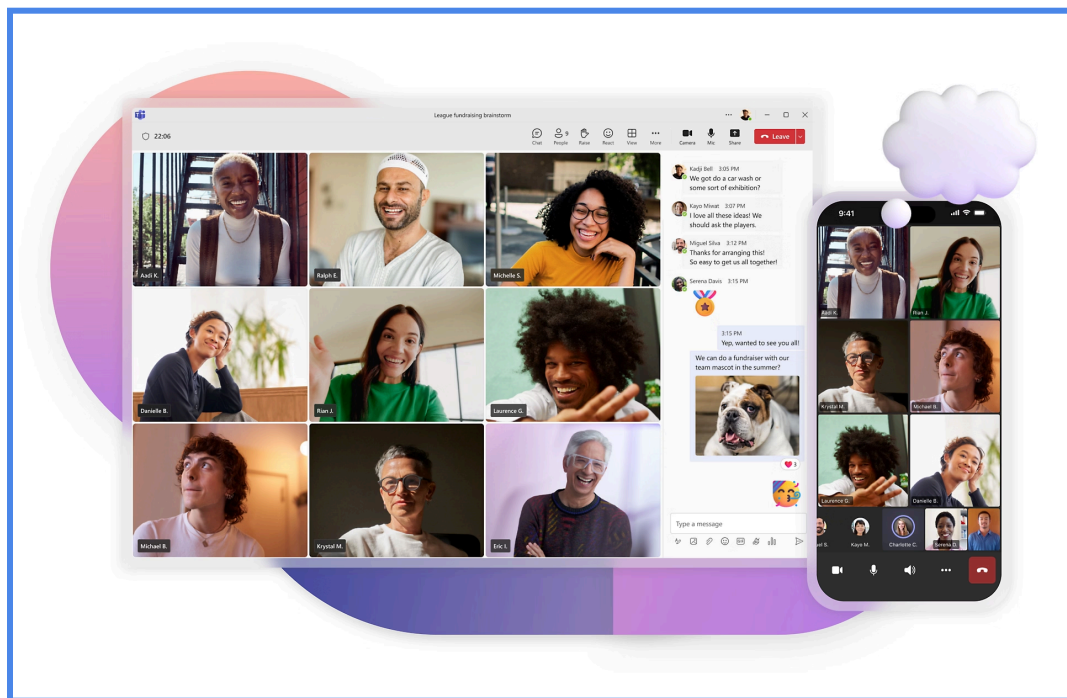 League fundraising brainstorm
22:06
Chat
9
People
Raise
React
View
More
Camera
Mic
Share
Leave
Aadi K.
Ralph E.
Michelle S.
Danielle B.
Rian J.
Laurence G.
Michael B.
Krystal M.
Eric I.
Kadji Bell 3:05 PM
We got do a car wash or
some sort of exhibition?
Kayo Miwat 3:07 PM
I love all these ideas! We
should ask the players.
Miguel Silva 3:12 PM
Thanks for arranging this!
So easy to get us all together!
Serena Davis 3:15 PM
3:15 PM
Yep, wanted to see you all!
We can do a fundraiser with our
team mascot in the summer?
3
Type a message
9:41
Aadi K.
Rian J.
Krystal M.
Michael B.
Laurence G.
Danielle B.
el S.
Kayo M.
Charlotte C.
Serena D.